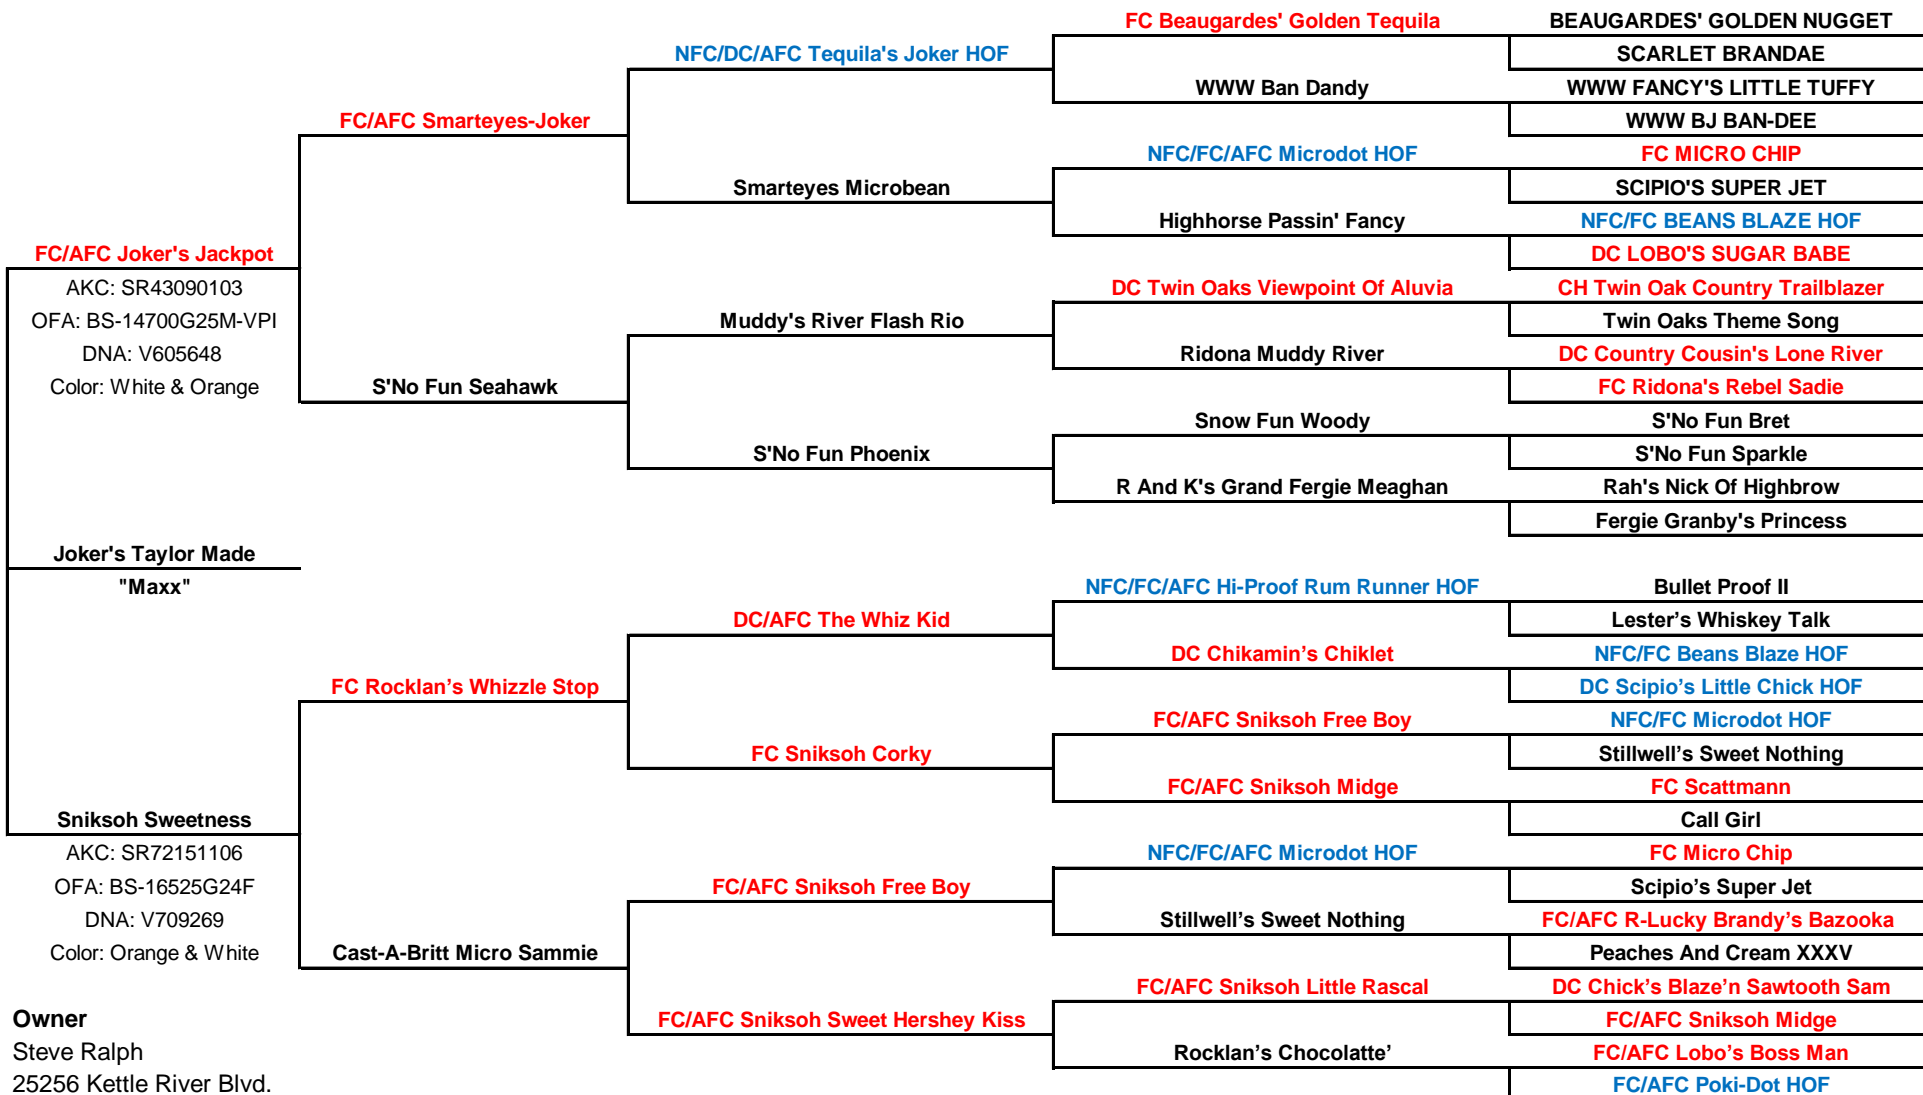 FC Beaugardes' Golden Tequila BEAUGARDES' GOLDEN NUGGET
NFC/DC/AFC Tequila's Joker HOF SCARLET BRANDAE
WWW Ban Dandy WWW FANCY'S LITTLE TUFFY
FC/AFC Smarteyes-Joker WWW BJ BAN-DEE
NFC/FC/AFC Microdot HOF FC MICRO CHIP
Smarteyes Microbean SCIPIO'S SUPER JET
Highhorse Passin' Fancy NFC/FC BEANS BLAZE HOF
FC/AFC Joker's Jackpot DC LOBO'S SUGAR BABE
AKC: SR43090103 DC Twin Oaks Viewpoint Of Aluvia CH Twin Oak Country Trailblazer
OFA: BS-14700G25M-VPI Muddy's River Flash Rio Twin Oaks Theme Song
DNA: V605648 Ridona Muddy River DC Country Cousin's Lone River
Color: White & Orange S'No Fun Seahawk FC Ridona's Rebel Sadie
Snow Fun Woody S'No Fun Bret
S'No Fun Phoenix S'No Fun Sparkle
R And K's Grand Fergie Meaghan Rah's Nick Of Highbrow
Fergie Granby's Princess
Joker's Taylor Made
"Maxx" NFC/FC/AFC Hi-Proof Rum Runner HOF Bullet Proof II
DC/AFC The Whiz Kid Lester’s Whiskey Talk
DC Chikamin’s Chiklet NFC/FC Beans Blaze HOF
FC Rocklan’s Whizzle Stop DC Scipio’s Little Chick HOF
FC/AFC Sniksoh Free Boy NFC/FC Microdot HOF
FC Sniksoh Corky Stillwell’s Sweet Nothing
FC/AFC Sniksoh Midge FC Scattmann
Sniksoh Sweetness Call Girl
AKC: SR72151106 NFC/FC/AFC Microdot HOF FC Micro Chip
OFA: BS-16525G24F FC/AFC Sniksoh Free Boy Scipio’s Super Jet
DNA: V709269 Stillwell’s Sweet Nothing FC/AFC R-Lucky Brandy’s Bazooka
Color: Orange & White Cast-A-Britt Micro Sammie Peaches And Cream XXXV
FC/AFC Sniksoh Little Rascal DC Chick’s Blaze’n Sawtooth Sam
Owner FC/AFC Sniksoh Sweet Hershey Kiss FC/AFC Sniksoh Midge
Steve Ralph Rocklan’s Chocolatte’ FC/AFC Lobo’s Boss Man
25256 Kettle River Blvd. FC/AFC Poki-Dot HOF